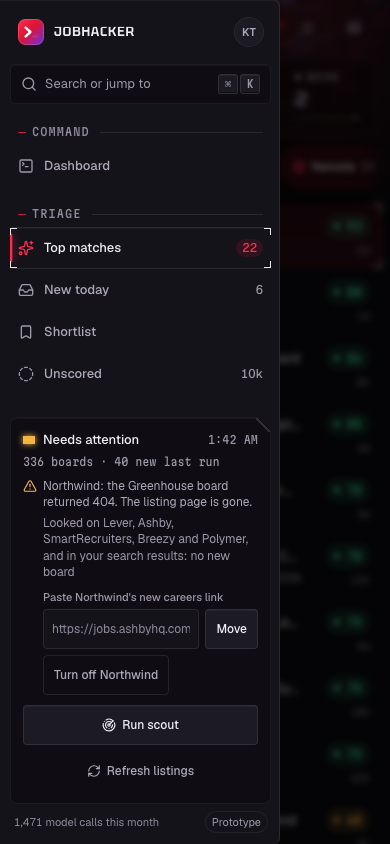 JOBHACKER
KT
Search or jump to
⌘ K
COMMAND
Dashboard
TRIAGE
Top matches 22
New today 6
Shortlist
Unscored 10k
Needs attention 1:42 AM
336 boards · 40 new last run
Northwind: the Greenhouse board
returned 404. The listing page is gone.
Looked on Lever, Ashby,
SmartRecruiters, Breezy and Polymer,
and in your search results: no new
board
Paste Northwind's new careers link
https://jobs.ashbyhq.com
Move
Turn off Northwind
Run scout
Refresh listings
1,471 model calls this month
Prototype